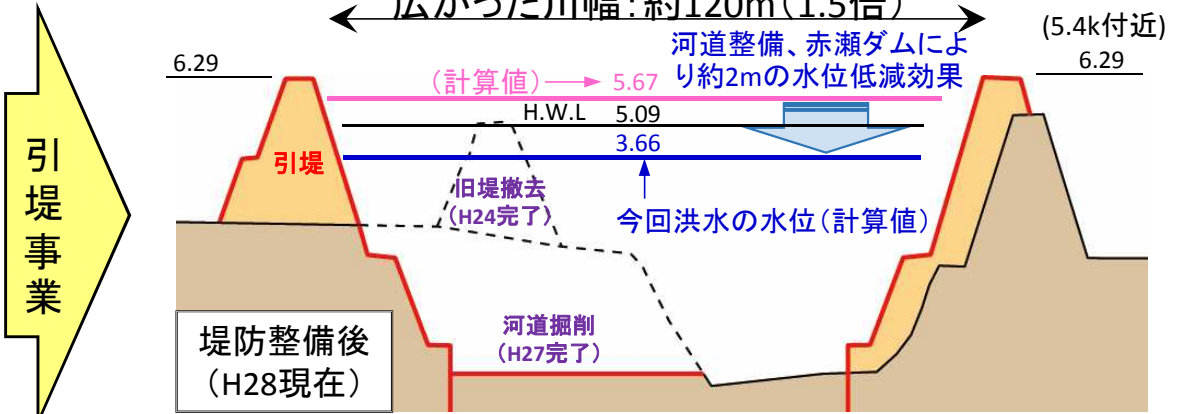 広がった川幅：約120m（1.5倍）
(5.4k付近)
6.29
6.29
河道整備、赤瀬ダムによ
り約2mの水位低減効果
（計算値） 5.67
H.W.L 5.09
3.66
引堤
旧堤撤去
（H24完了）
今回洪水の水位（計算値）
引堤事業
河道掘削
（H27完了）
堤防整備後
（H28現在）